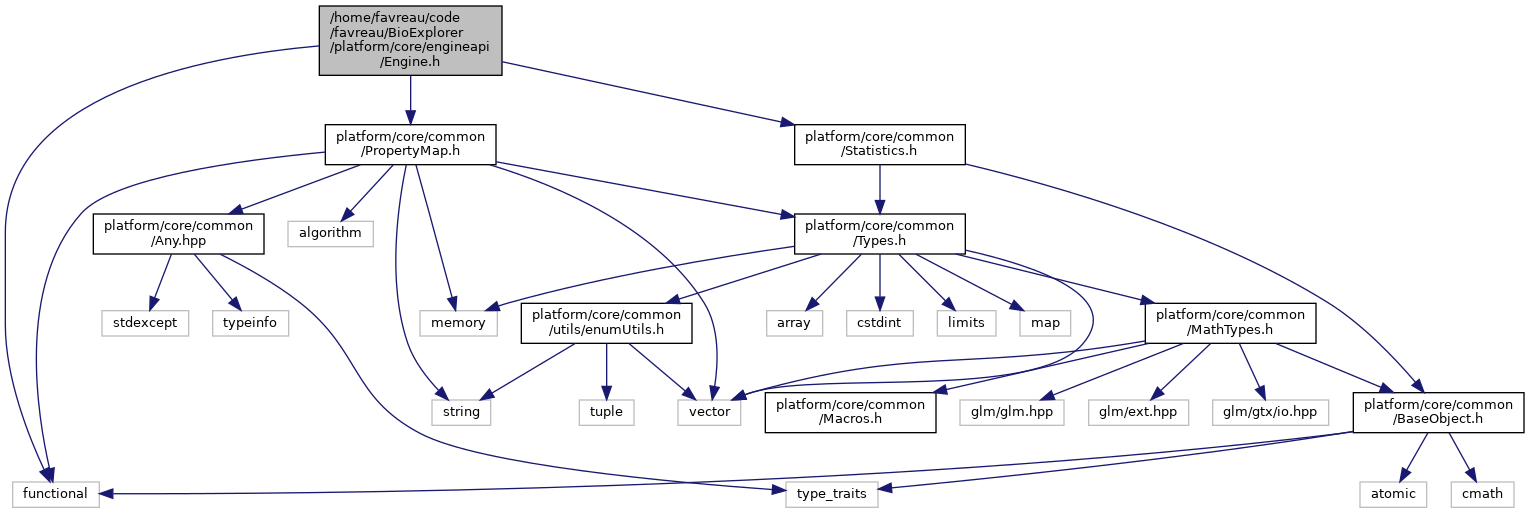 /home/favreau/code
/favreau/BioExplorer
/platform/core/engineapi
/Engine.h
platform/core/common
/PropertyMap.h
platform/core/common
/Statistics.h
platform/core/common
/Any.hpp
algorithm
platform/core/common
/Types.h
stdexcept
typeinfo
memory
platform/core/common
/utils/enumUtils.h
array
cstdint
limits
map
platform/core/common
/MathTypes.h
string
tuple
vector
platform/core/common
/Macros.h
glm/glm.hpp
glm/ext.hpp
glm/gtx/io.hpp
platform/core/common
/BaseObject.h
functional
type_traits
atomic
cmath